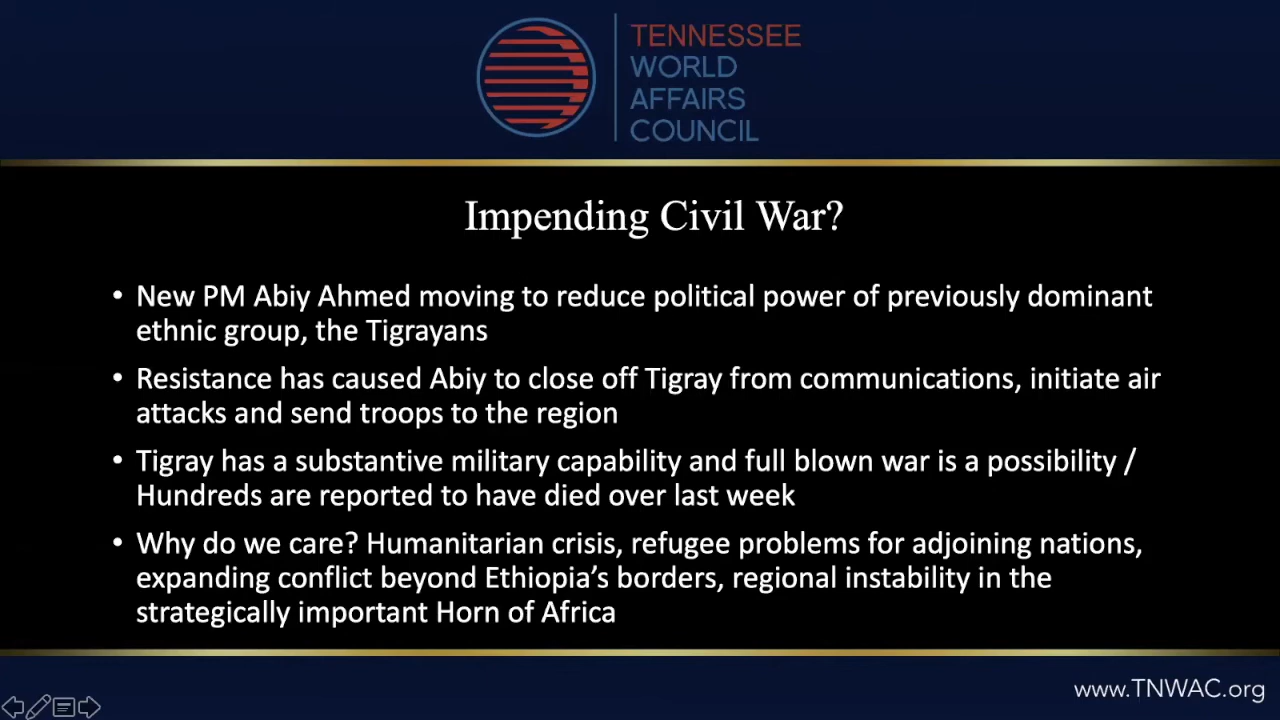 TENNESSEE
WORLD
AFFAIRS
COUNCIL
Impending Civil War?
• New PM Abiy Ahmed moving to reduce political power of previously dominant
ethnic group, the Tigrayans
• Resistance has caused Abiy to close off Tigray from communications, initiate air
attacks and send troops to the region
• Tigray has a substantive military capability and full blown war is a possibility /
Hundreds are reported to have died over last week
• Why do we care? Humanitarian crisis, refugee problems for adjoining nations,
expanding conflict beyond Ethiopia’s borders, regional instability in the
strategically important Horn of Africa
www.TNWAC.org